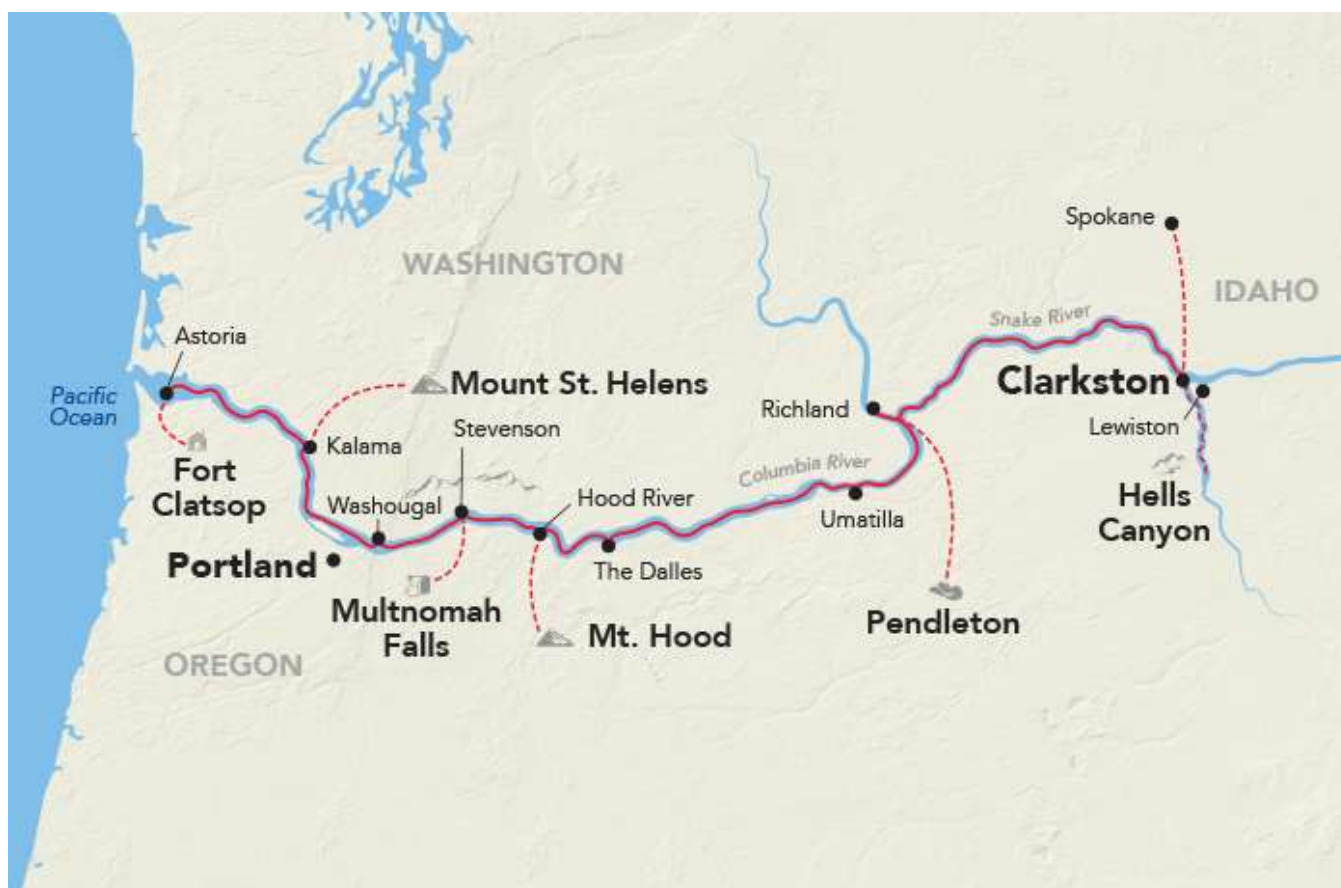 Spokane
WASHINGTON
IDAHO
Snake River
Astoria
Pacific
Ocean
Mount St. Helens
Clarkston
Richland
Lewiston
Stevenson
Kalama
Columbia River
Fort
Clatsop
Washougal
Hood River
Umatilla
Hells
Canyon
Portland
The Dalles
Multnomah
Falls
Mt. Hood
Pendleton
OREGON